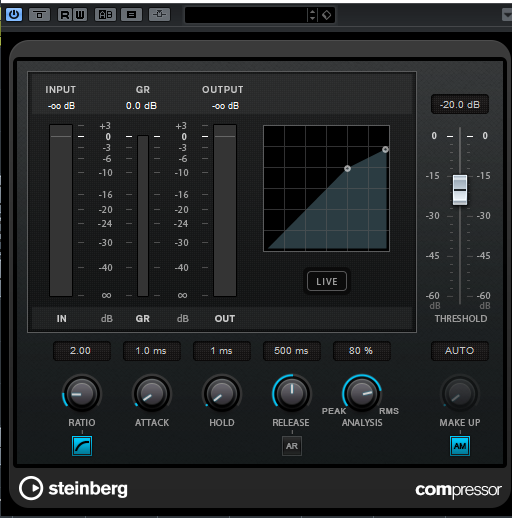 R W AB
INPUT GR OUTPUT
-∞ dB 0.0 dB -∞ dB
-20.0 dB
+3 +3
0 0 0 0
-3 -3
-6 -6
-10 -10
-15 -15
-16 -16
-20 -20
-24 -24
-30 -30 -30 -30
-40 -40
-45 -45
∞ ∞
-60 -60
dB dB
LIVE
IN dB GR dB OUT
THRESHOLD
2.00 1.0 ms 1 ms 500 ms 80 % AUTO
PEAK RMS
RATIO ATTACK HOLD RELEASE ANALYSIS MAKE UP
AR AM
steinberg compressor